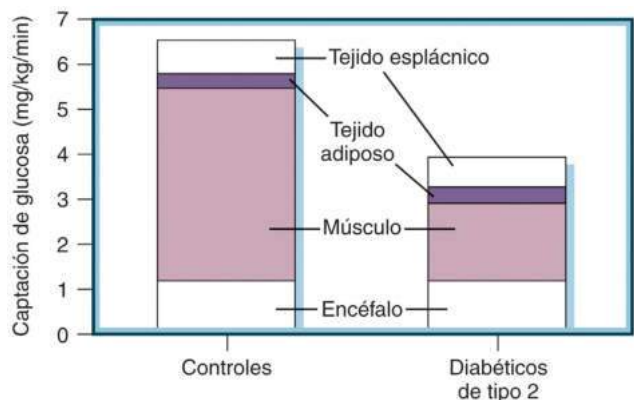 Captación de glucosa (mg/kg/min)
7
6
5
4
3
2
1
0
Tejido esplácnico
Tejido
adiposo
Músculo
Encéfalo
Controles
Diabéticos
de tipo 2